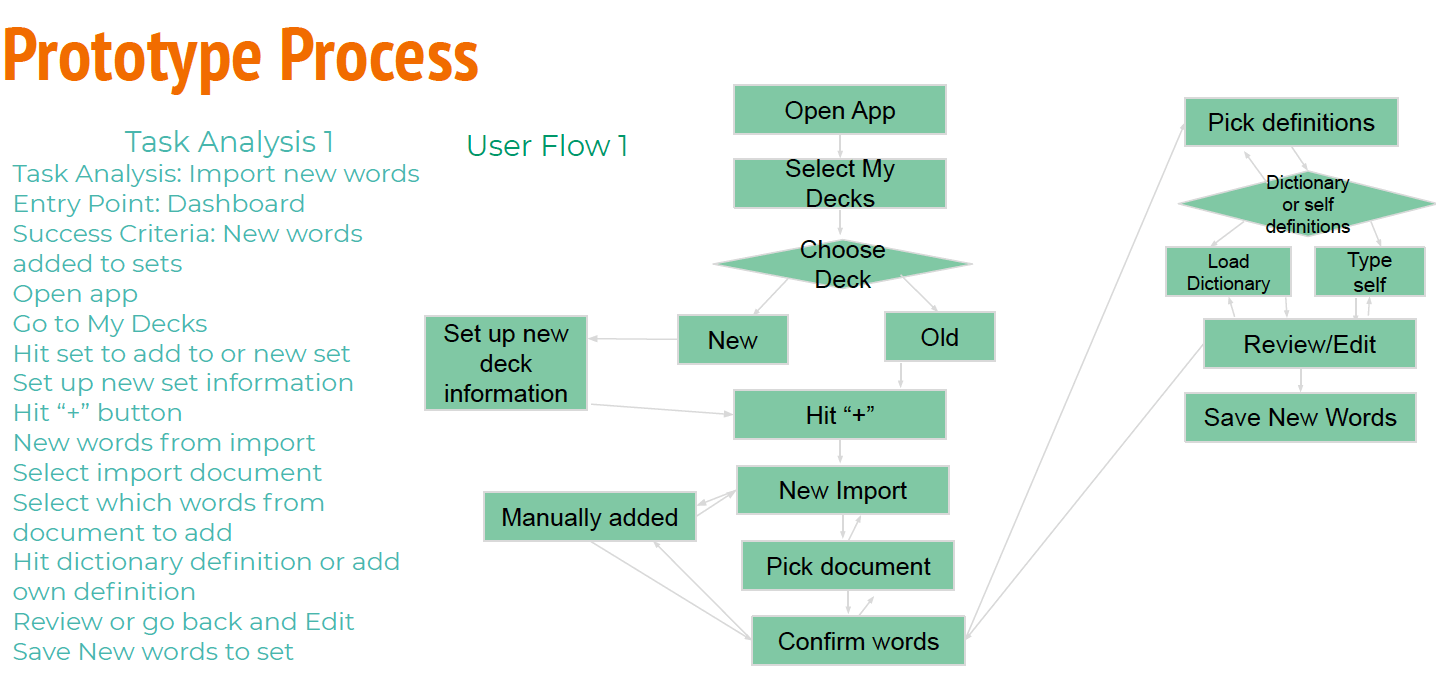 Prototype Process
Task Analysis 1
Task Analysis: Import new words
Entry Point: Dashboard
Success Criteria: New words
added to sets
Open app
Go to My Decks
Hit set to add to or new set
Set up new set information
Hit “+” button
New words from import
Select import document
Select which words from
document to add
Hit dictionary definition or add
own definition
Review or go back and Edit
Save New words to set
User Flow 1
Open App
Select My
Decks
Choose
Deck
New
Old
Set up new
deck
information
Hit “+”
New Import
Manually added
Pick document
Confirm words
Pick definitions
Dictionary
or self
definitions
Load
Dictionary
Type
self
Review/Edit
Save New Words